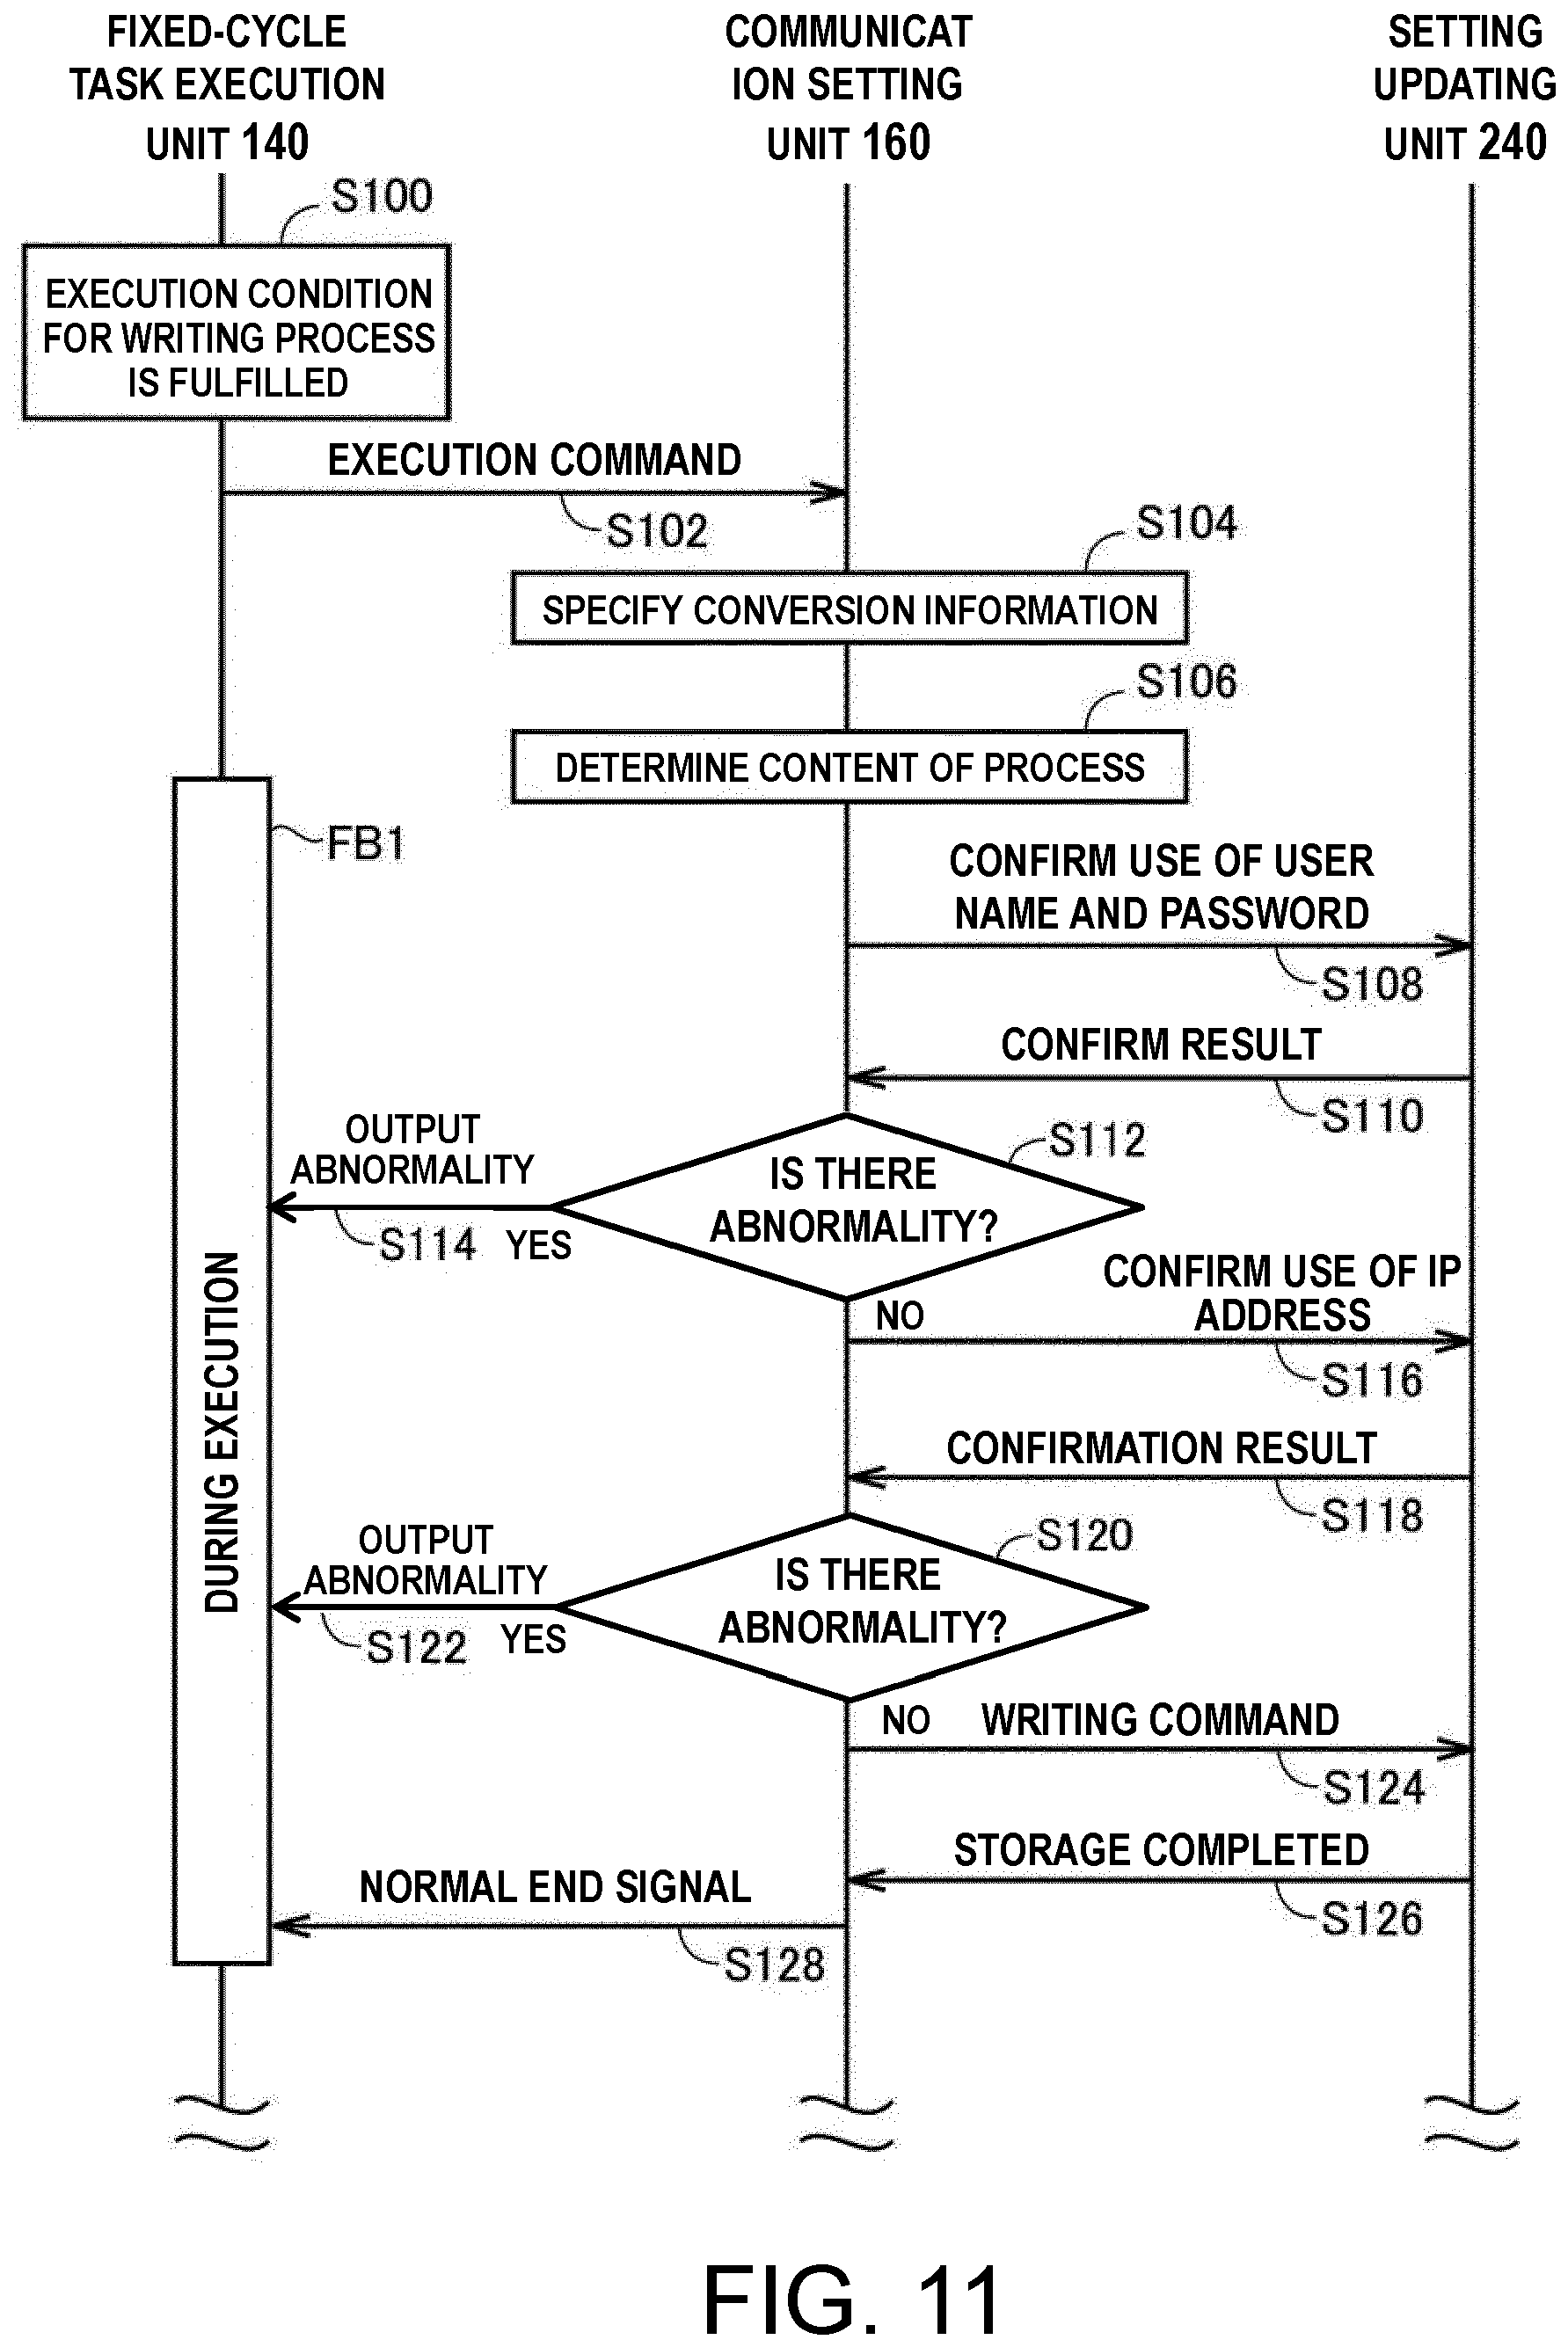 FIXED-CYCLE
TASK EXECUTION
UNIT 140
COMMUNICAT
ION SETTING
UNIT 160
SETTING
UPDATING
UNIT 240
S100
EXECUTION CONDITION
FOR WRITING PROCESS
IS FULFILLED
EXECUTION COMMAND
S102
S104
SPECIFY CONVERSION INFORMATION
S106
DETERMINE CONTENT OF PROCESS
FB1
CONFIRM USE OF USER
NAME AND PASSWORD
S108
CONFIRM RESULT
S110
OUTPUT
ABNORMALITY
S112
IS THERE
ABNORMALITY?
S114
YES
CONFIRM USE OF IP
ADDRESS
NO
S116
DURING EXECUTION
CONFIRMATION RESULT
S118
OUTPUT
ABNORMALITY
S120
IS THERE
ABNORMALITY?
S122
YES
NO
WRITING COMMAND
S124
STORAGE COMPLETED
S126
NORMAL END SIGNAL
S128
FIG. 11